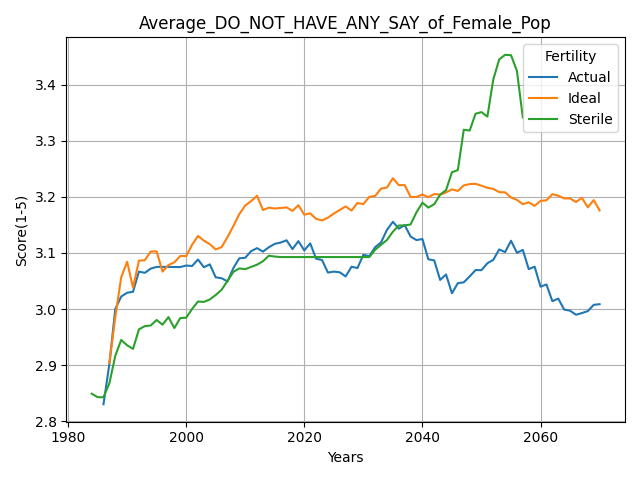 Average_DO_NOT_HAVE_ANY_SAY_of_Female_Pop
Fertility
Actual
Ideal
Sterile
Score(1-5)
3.4
3.3
3.2
3.1
3.0
2.9
2.8
1980 2000 2020 2040 2060
Years